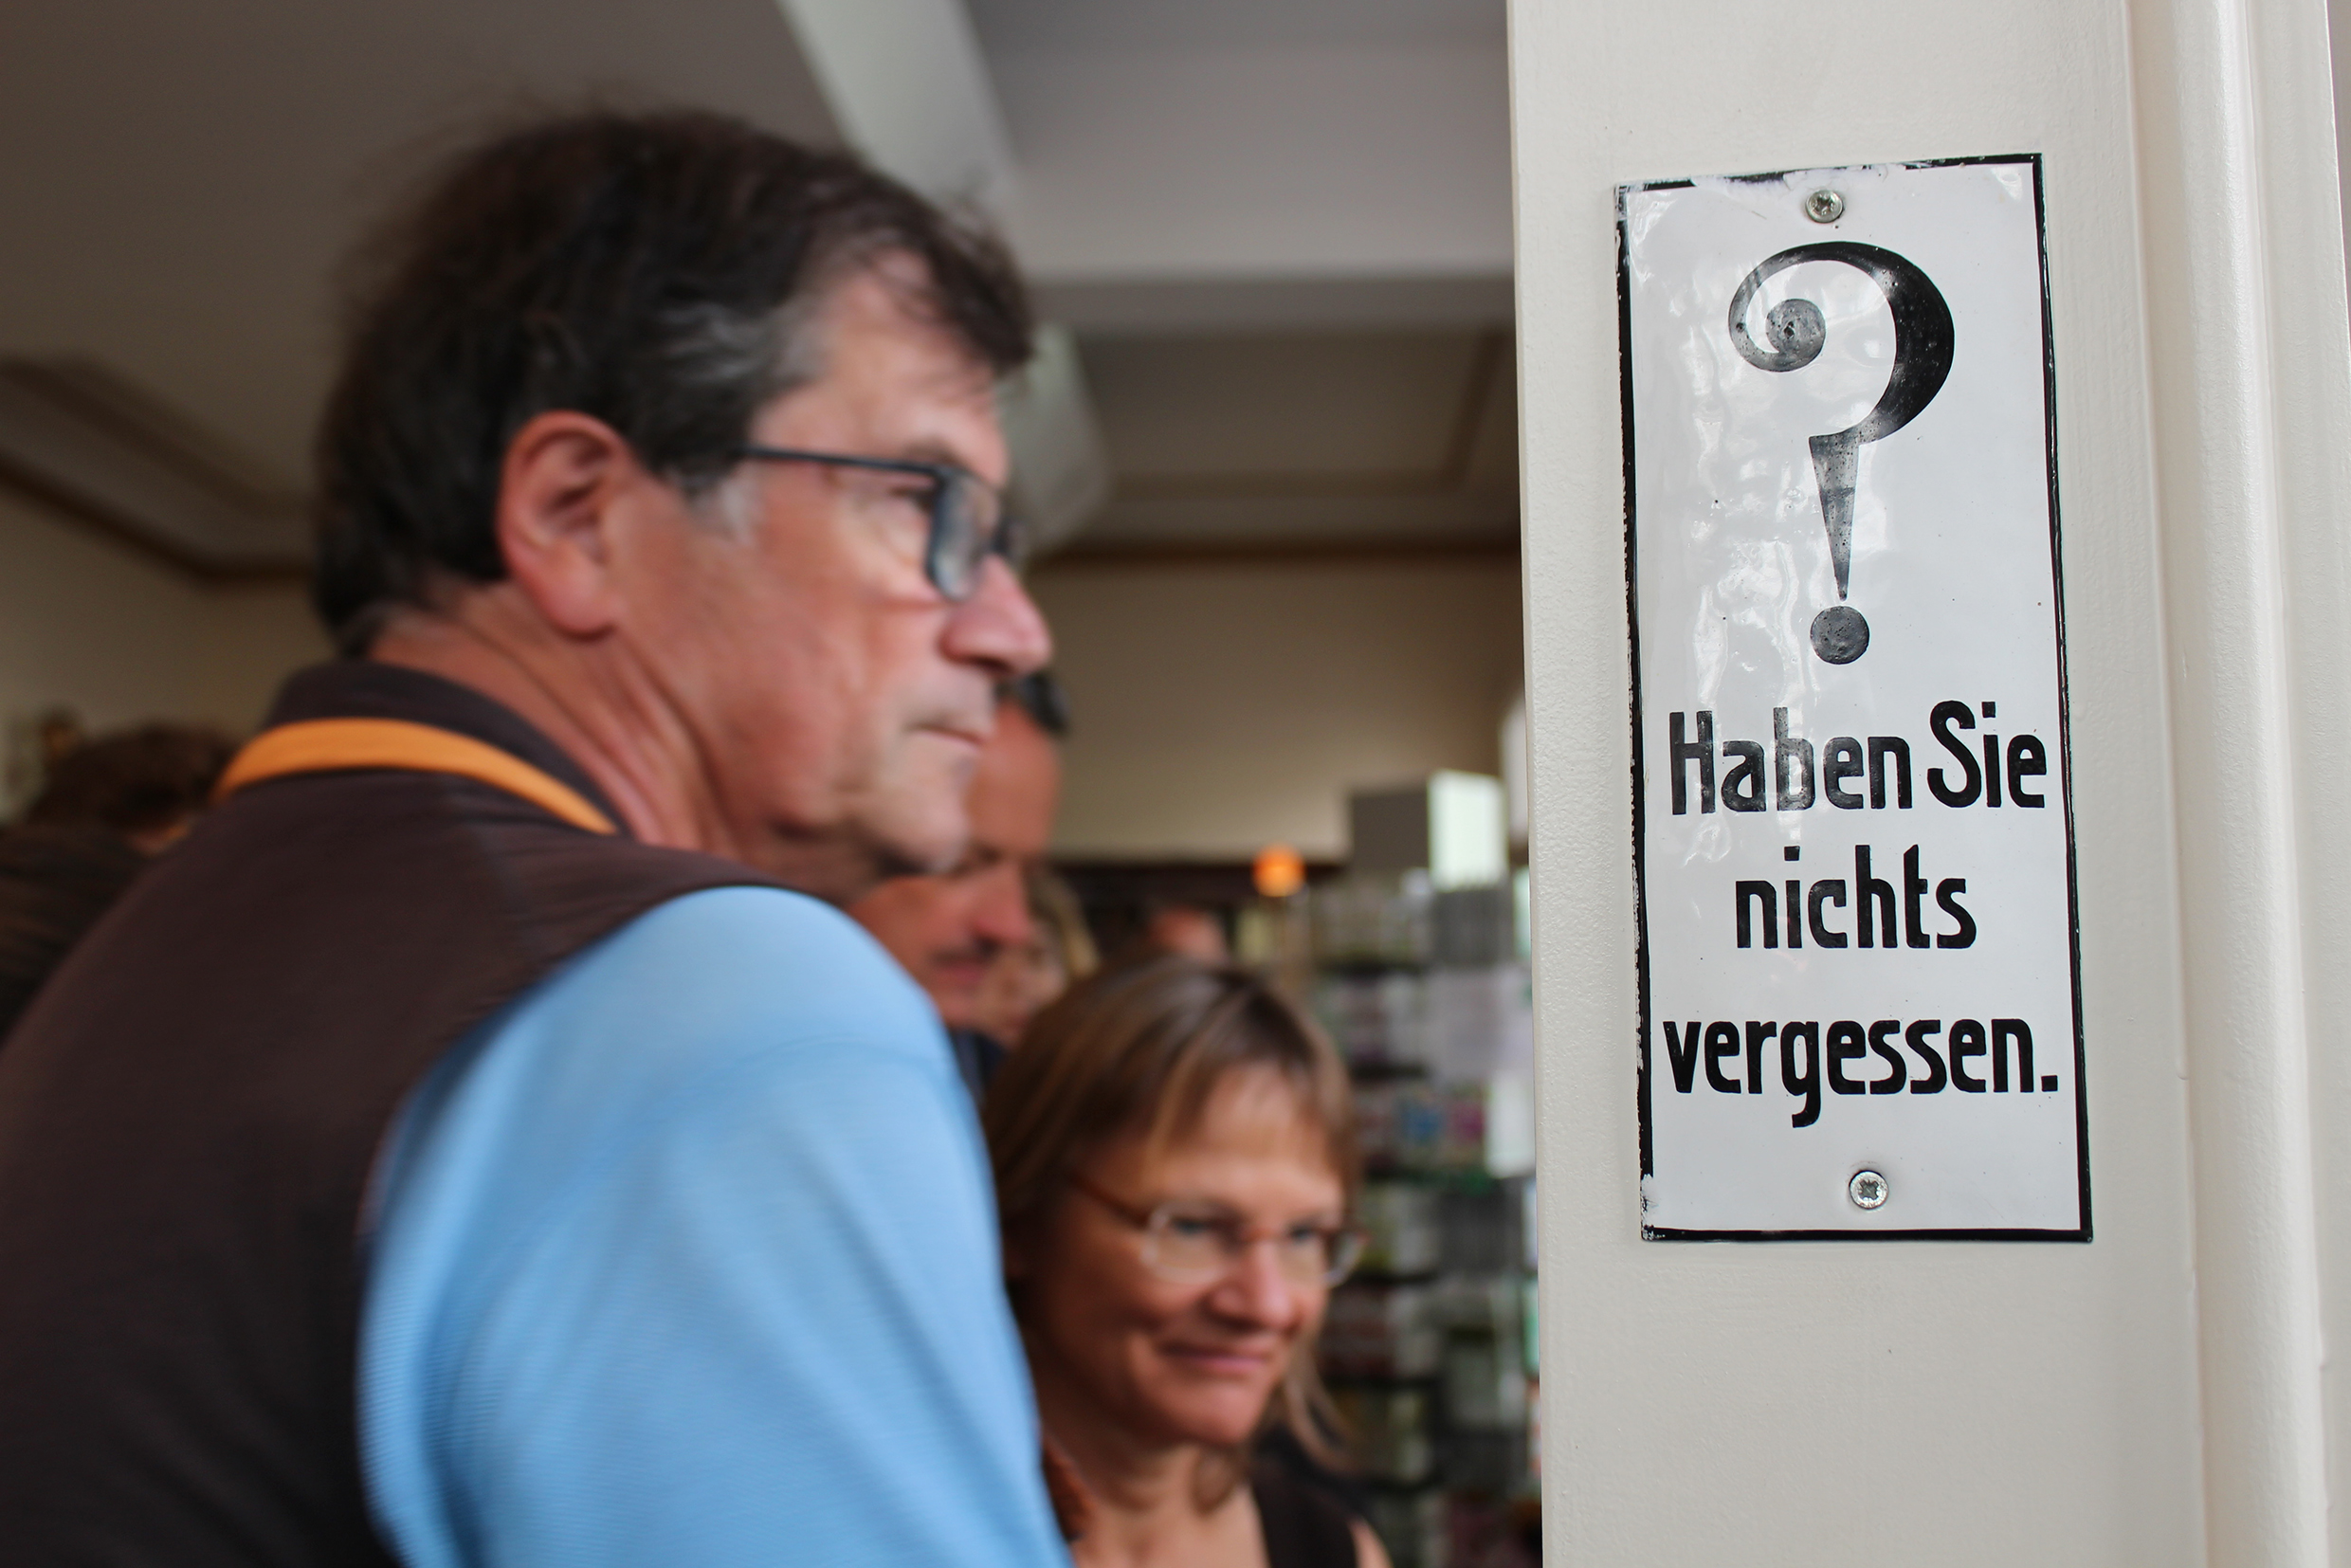 ?
Haben Sie
nichts
vergessen.